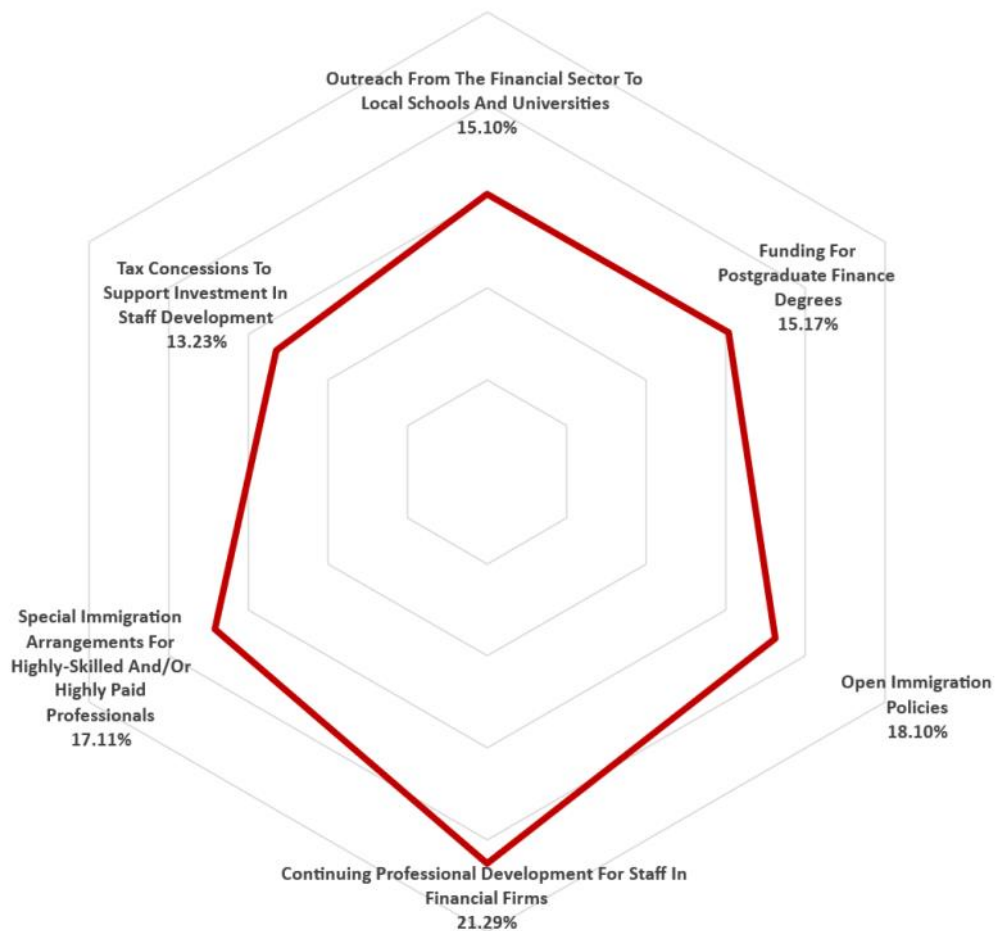 Outreach From The Financial Sector To
Local Schools And Universities
15.10%
Funding For
Postgraduate Finance
Degrees
15.17%
Open Immigration
Policies
18.10%
Continuing Professional Development For Staff In
Financial Firms
21.29%
Special Immigration
Arrangements For
Highly-Skilled And/Or
Highly Paid
Professionals
17.11%
Tax Concessions To
Support Investment In
Staff Development
13.23%